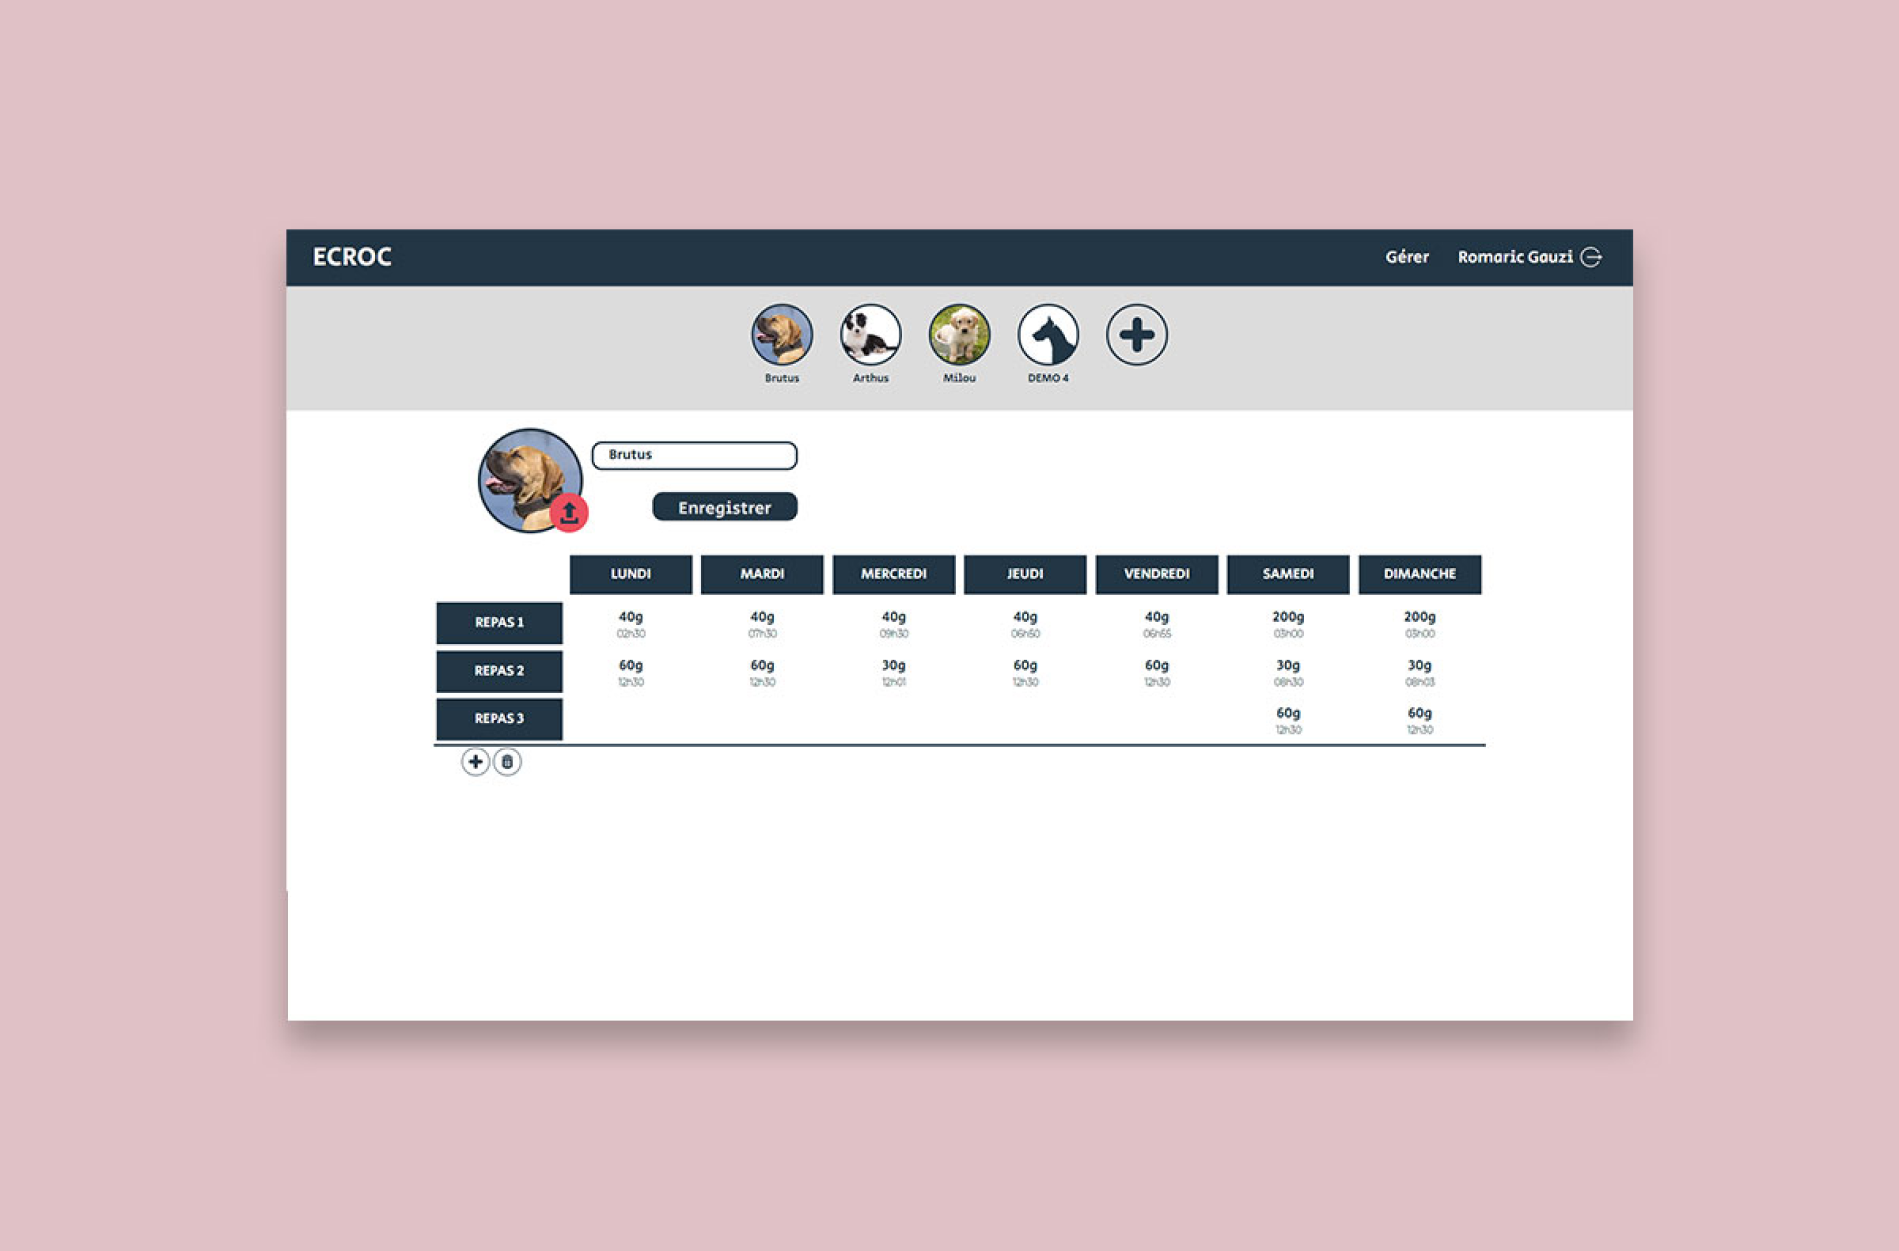 ECROC
Gérer Romaric Gauzi
Brutus Arthus Milou DEMO 4
Brutus
Enregistrer
LUNDI MARDI MERCREDI JEUDI VENDREDI SAMEDI DIMANCHE
REPAS 1 40g 40g 40g 40g 40g 200g 200g
02h30 07h30 09h30 06h50 06h55 03h00 03h00
REPAS 2 60g 60g 30g 60g 60g 30g 30g
12h30 12h30 12h01 12h30 12h30 08h30 08h03
REPAS 3 60g 60g
12h30 12h30